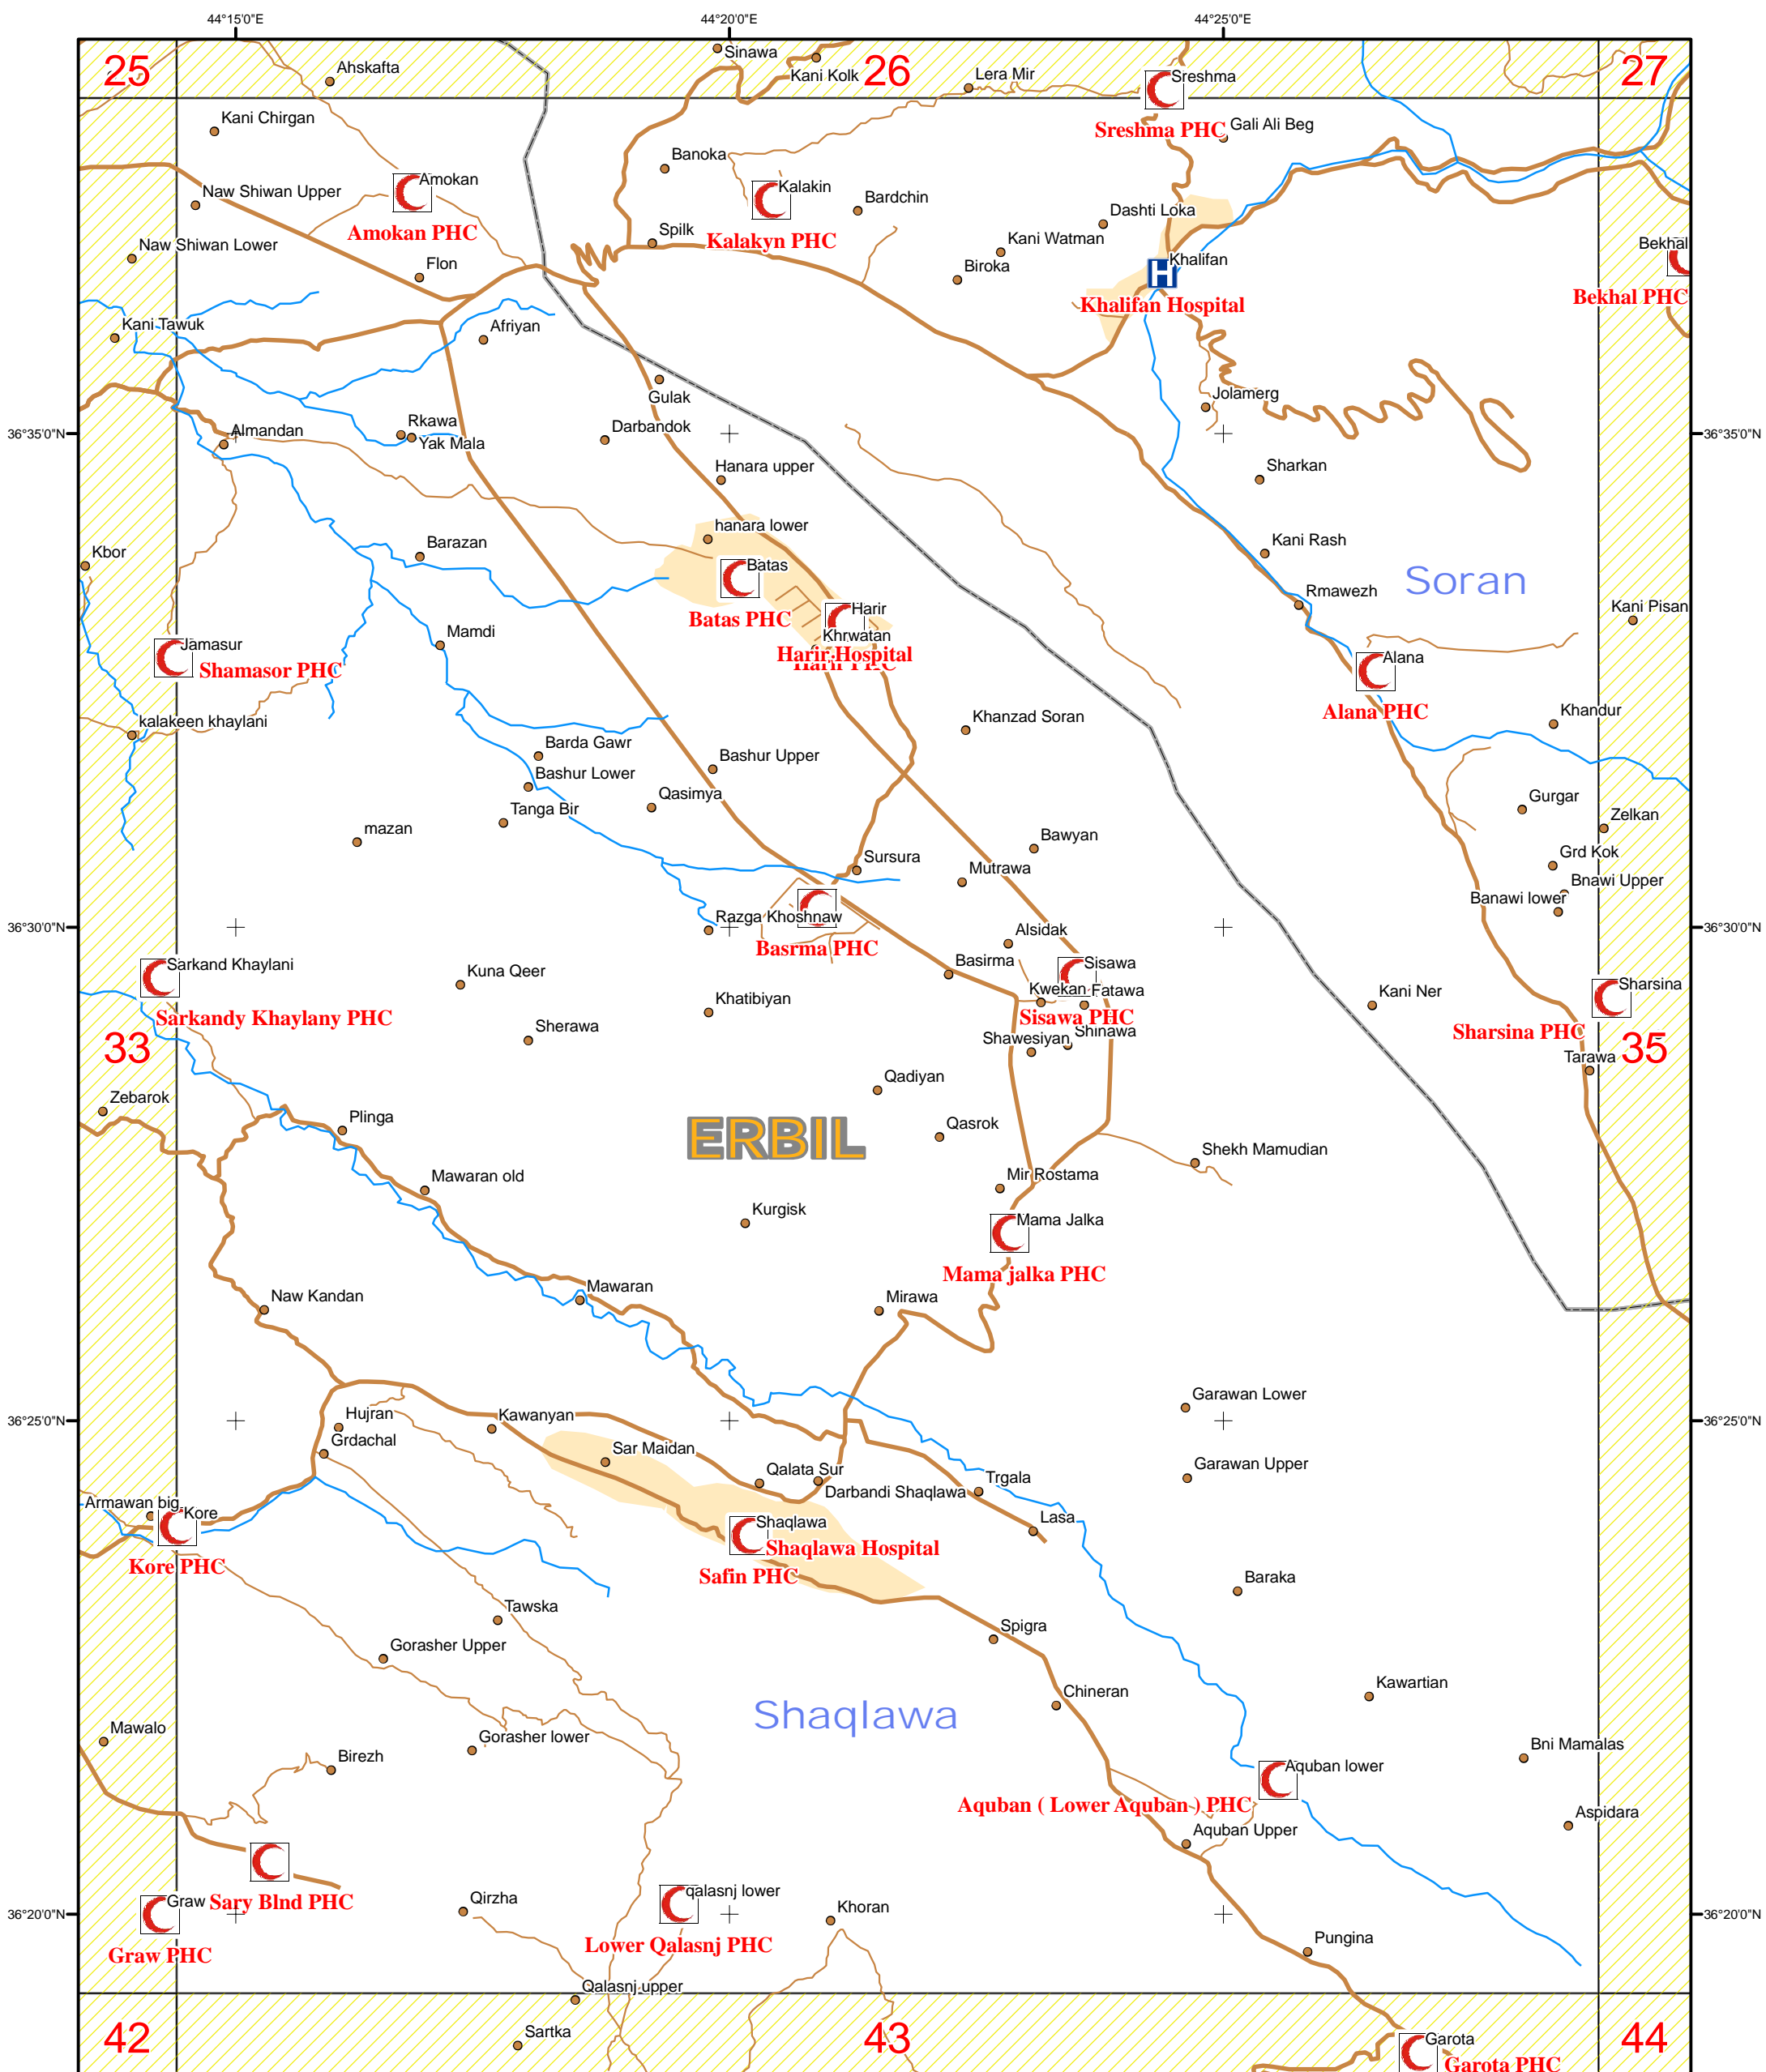 44°15'0"E
44°20'0"E
44°25'0"E
25
Ahskafta
Sinawa
Kani Kolk
26
Lera Mir
Sreshma
27
Kani Chirgan
Sreshma PHC
Gali Ali Beg
Banoka
Amokan
Kalakin
Naw Shiwan Upper
Bardchin
Dashti Loka
Amokan PHC
Kalakyn PHC
Spilk
Kani Watman
Naw Shiwan Lower
Bekhal
Flon
Biroka
Khalifan
H
Bekhal PHC
Khalifan Hospital
Kani Tawuk
Afriyan
Gulak
Jolamerg
Rkawa
Darbandok
Almandan
36°35'0"N
36°35'0"N
Yak Mala
Hanara upper
Sharkan
hanara lower
Kani Rash
Barazan
Kbor
Batas
Soran
Rmawezh
Harir
Kani Pisan
Batas PHC
Mamdi
Khrwatan
Jamasur
Harir Hospital
Harir PHC
Alana
Shamasor PHC
Khandur
Alana PHC
kalakeen khaylani
Khanzad Soran
Barda Gawr
Bashur Upper
Bashur Lower
Qasimya
Gurgar
Tanga Bir
Zelkan
mazan
Bawyan
Sursura
Grd Kok
Mutrawa
Bnawi Upper
Banawi lower
Razga Khoshnaw
36°30'0"N
36°30'0"N
Alsidak
Basrma PHC
Basirma
Sisawa
Sarkand Khaylani
Kuna Qeer
Sharsina
Khatibiyan
Kwekan
Fatawa
Kani Ner
Sarkandy Khaylany PHC
Sisawa PHC
Sherawa
Shinawa
Sharsina PHC
33
Shawesiyan
35
Tarawa
Qadiyan
Zebarok
Plinga
Qasrok
ERBIL
Shekh Mamudian
Mawaran old
Mir Rostama
Kurgisk
Mama Jalka
Mama jalka PHC
Mawaran
Naw Kandan
Mirawa
Garawan Lower
Hujran
Kawanyan
36°25'0"N
36°25'0"N
Grdachal
Sar Maidan
Qalata Sur
Garawan Upper
Trgala
Darbandi Shaqlawa
Armawan big
Kore
Lasa
Shaqlawa
Shaqlawa Hospital
Kore PHC
Safin PHC
Baraka
Tawska
Spigra
Gorasher Upper
Kawartian
Chineran
Shaqlawa
Mawalo
Gorasher lower
Bni Mamalas
Birezh
Aquban lower
Aquban ( Lower Aquban ) PHC
Aspidara
Aquban Upper
qalasnj lower
Graw
Sary Blnd PHC
Qirzha
Khoran
36°20'0"N
36°20'0"N
Lower Qalasnj PHC
Graw PHC
Pungina
Qalasnj upper
42
Sartka
43
Garota
44
Garota PHC